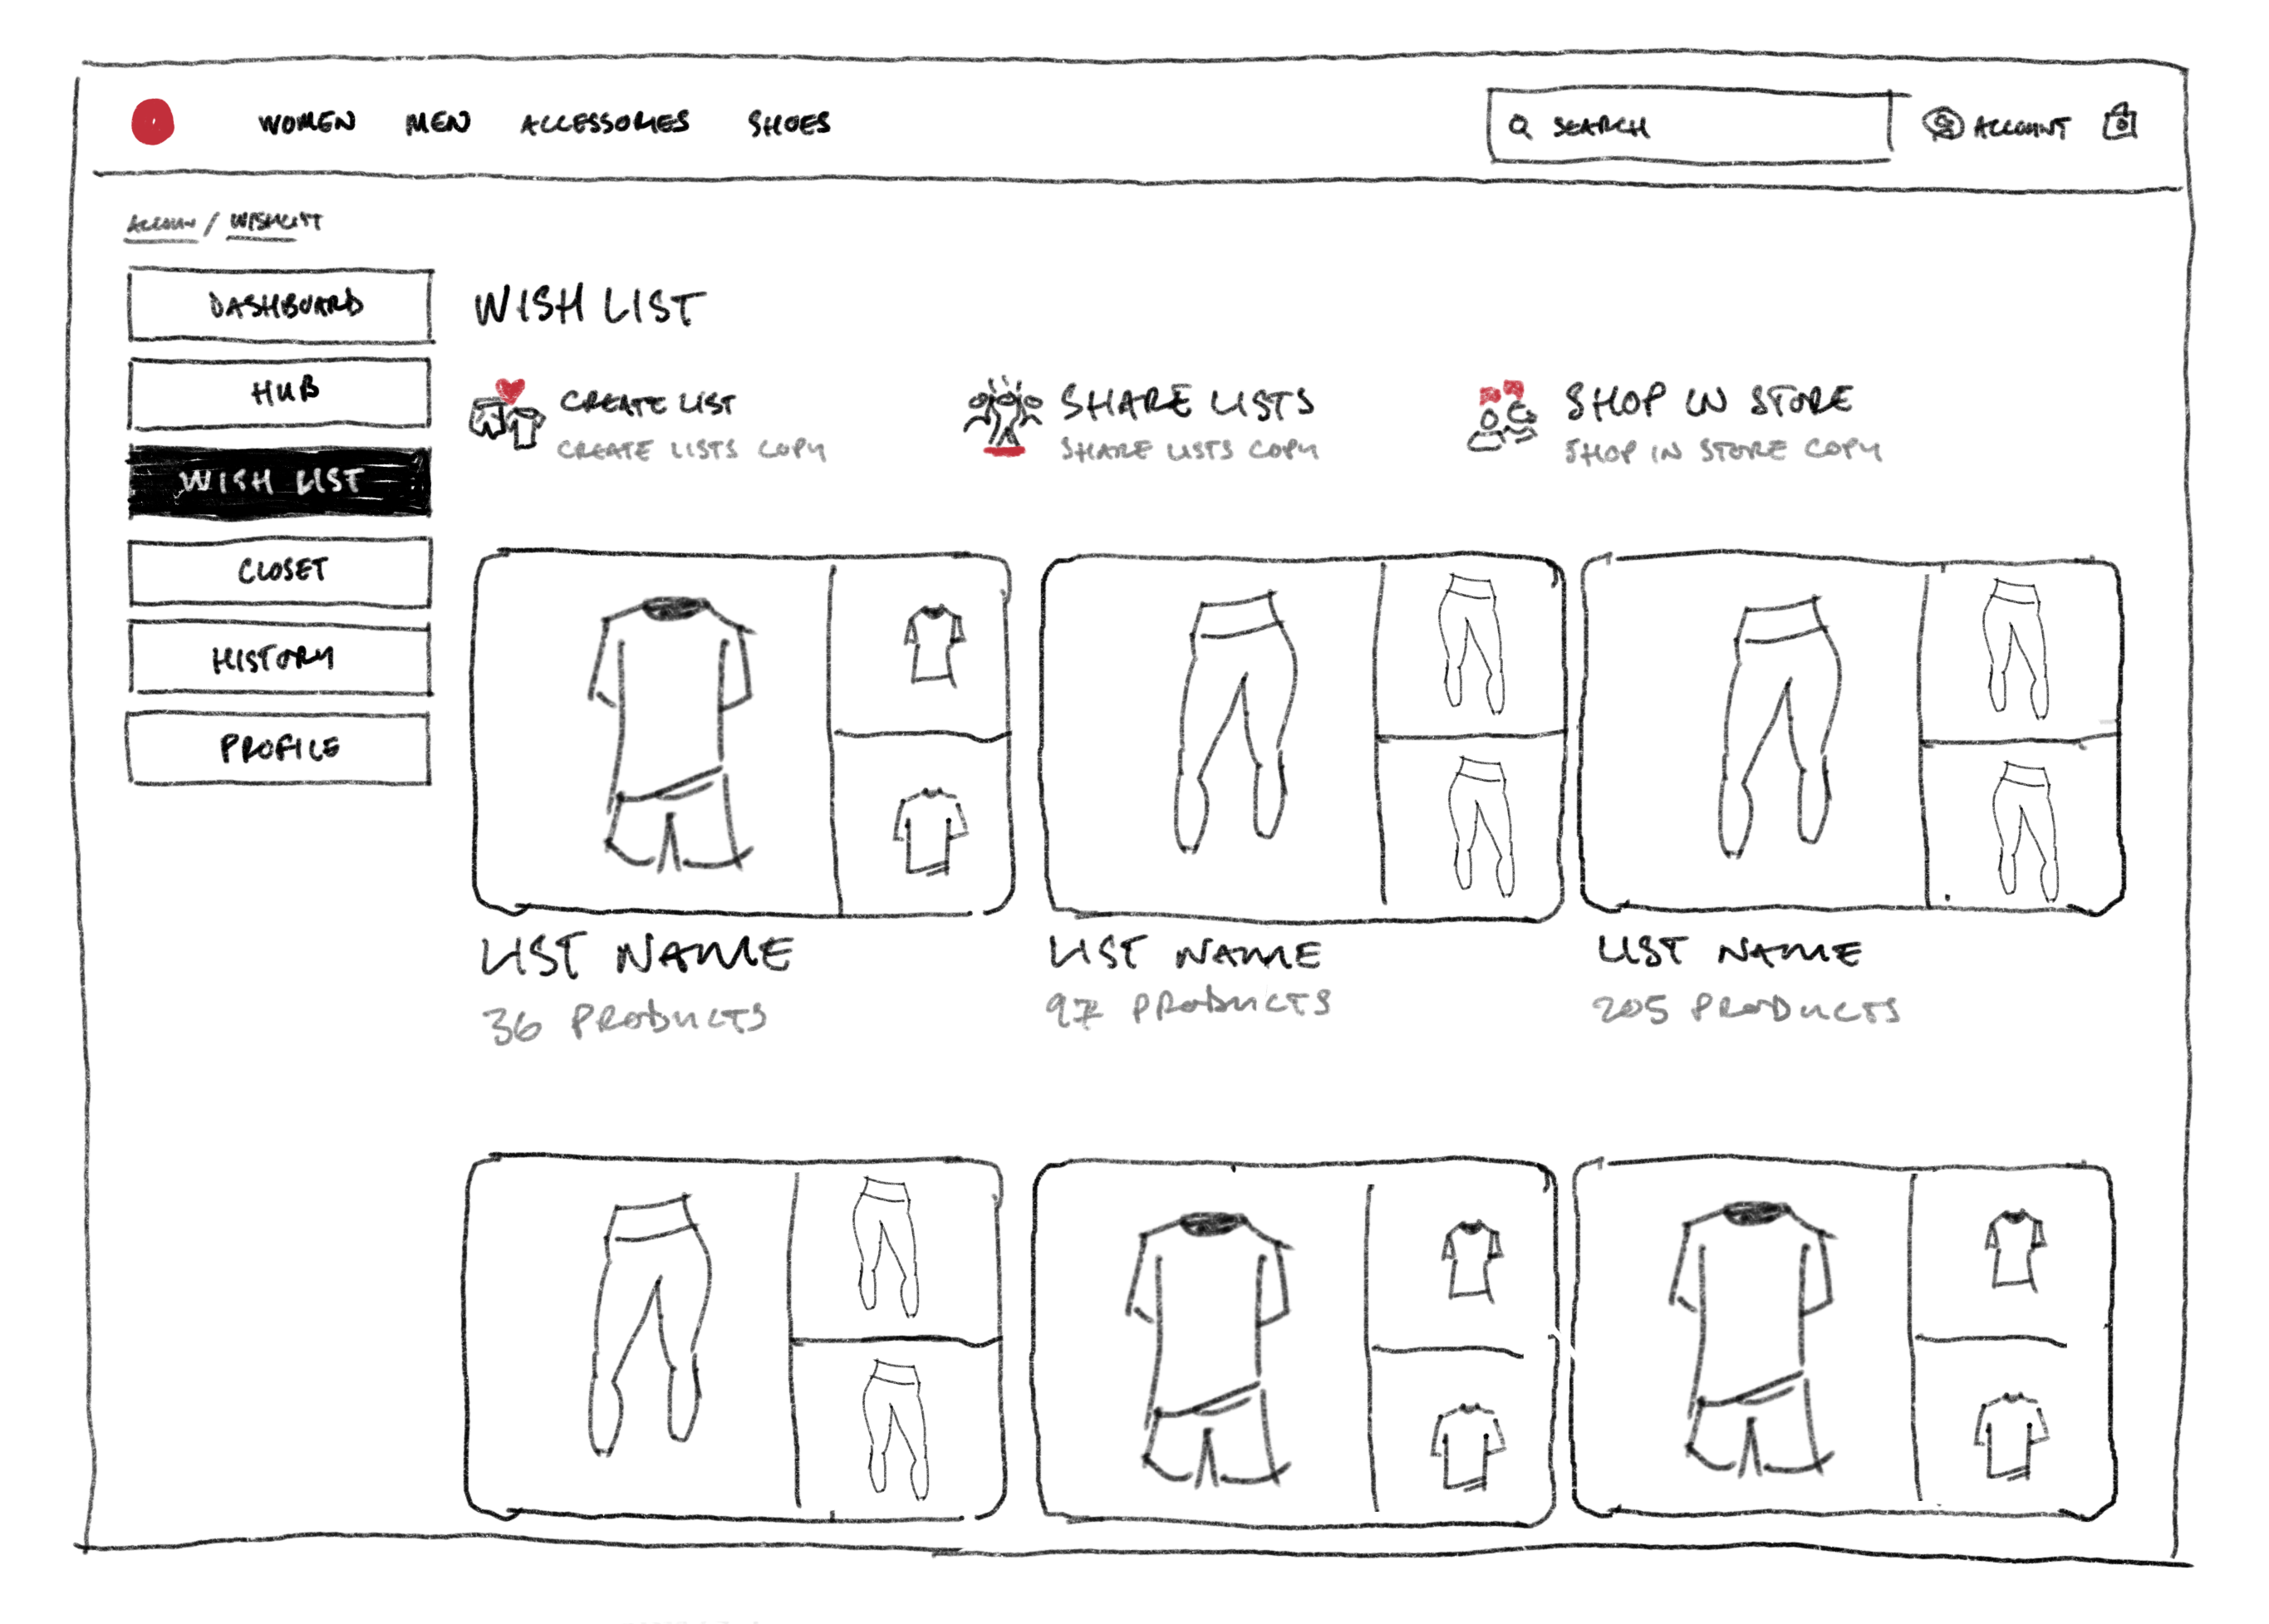 WOMEN MEN ACCESSORIES SHOES SEARCH ACCOUNT
ACCOUN / WISHLIST
DASHBOARD
HUB
WISH LIST
CLOSET
HISTORY
PROFILE
WISH LIST
CREATE LIST
CREATE LISTS COPY
SHARE LISTS
SHARE LISTS COPY
SHOP IN STORE
SHOP IN STORE COPY
LIST NAME
36 PRODUCTS
LIST NAME
97 PRODUCTS
LIST NAME
205 PRODUCTS